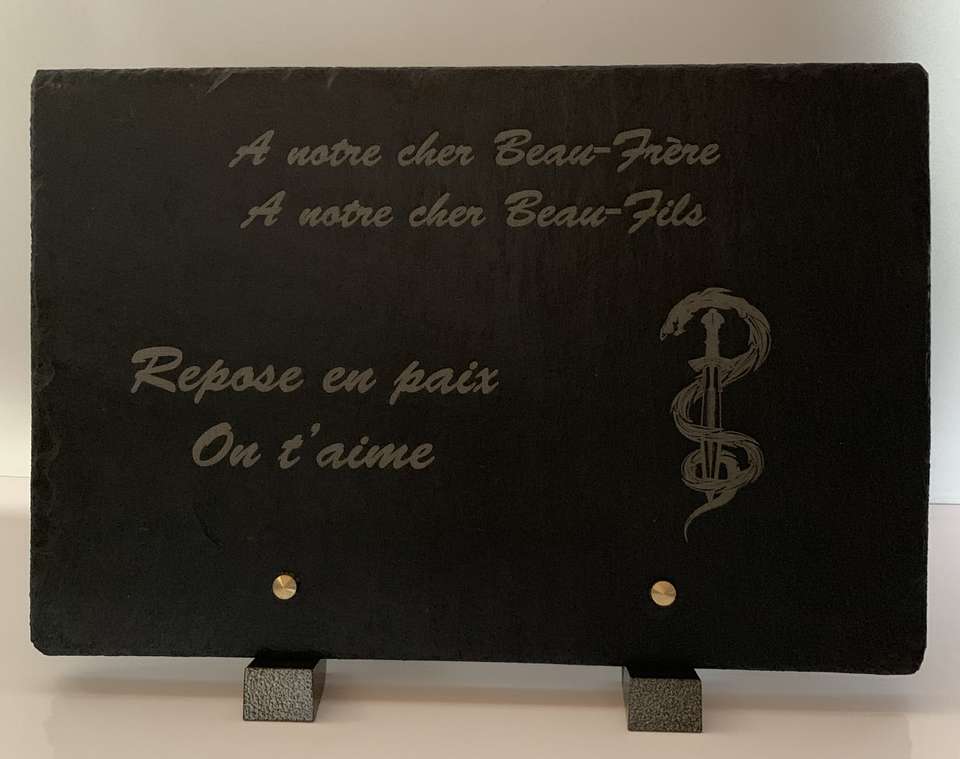 A notre cher Beau-Frère
A notre cher Beau-Fils
Repose en paix
On t'aime